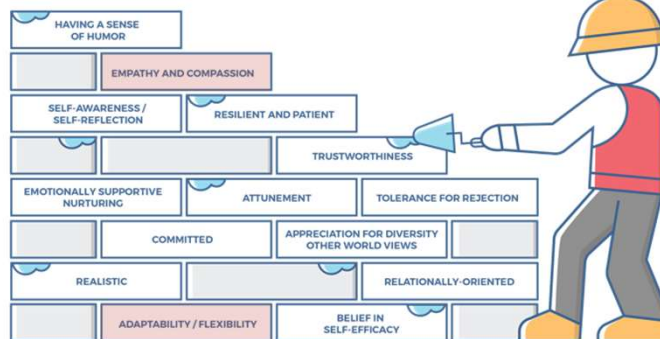 HAVING A SENSE
OF HUMOR
EMPATHY AND COMPASSION
SELF-AWARENESS /
SELF-REFLECTION
RESILIENT AND PATIENT
TRUSTWORTHINESS
EMOTIONALLY SUPPORTIVE
NURTURING
ATTUNEMENT
TOLERANCE FOR REJECTION
COMMITTED
APPRECIATION FOR DIVERSITY
OTHER WORLD VIEWS
REALISTIC
RELATIONALLY-ORIENTED
ADAPTABILITY / FLEXIBILITY
BELIEF IN
SELF-EFFICACY